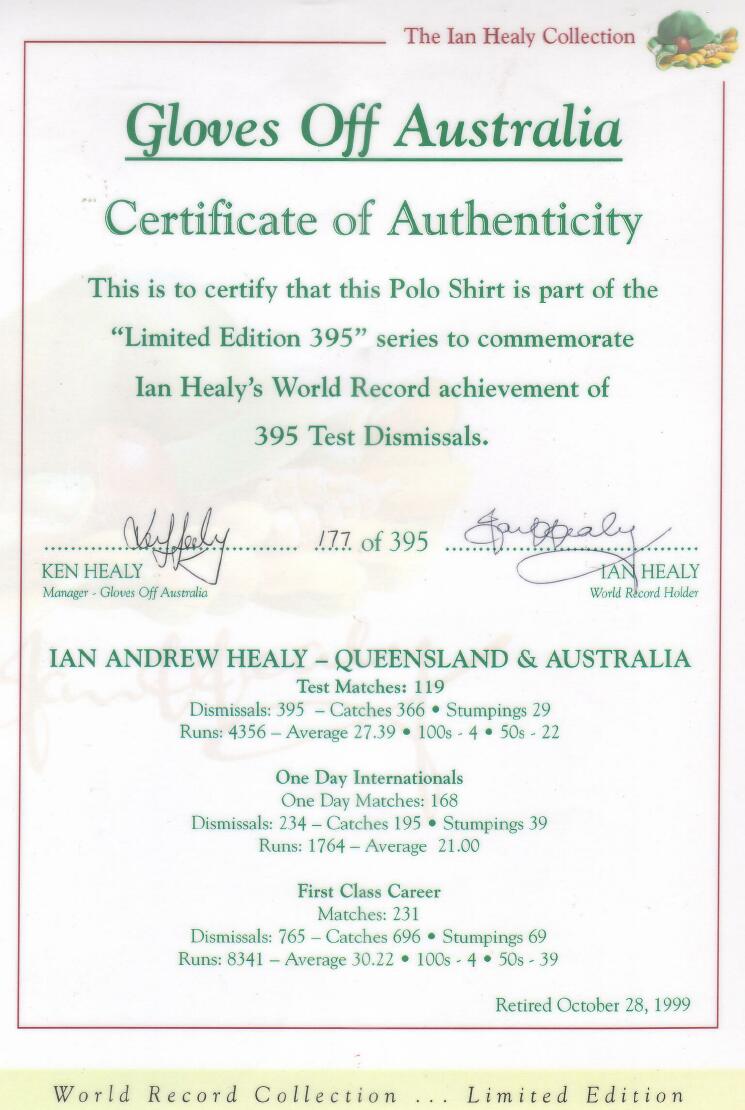 The Ian Healy Collection
Gloves Off Australia
Certificate of Authenticity
This is to certify that this Polo Shirt is part of the
“Limited Edition 395” series to commemorate
Ian Healy’s World Record achievement of
395 Test Dismissals.
Ken Healy 177 of 395 Ian Healy
KEN HEALY IAN HEALY
Manager - Gloves Off Australia World Record Holder
IAN ANDREW HEALY – QUEENSLAND & AUSTRALIA
Test Matches: 119
Dismissals: 395 – Catches 366 • Stumpings 29
Runs: 4356 – Average 27.39 • 100s - 4 • 50s - 22
One Day Internationals
One Day Matches: 168
Dismissals: 234 – Catches 195 • Stumpings 39
Runs: 1764 – Average 21.00
First Class Career
Matches: 231
Dismissals: 765 – Catches 696 • Stumpings 69
Runs: 8341 – Average 30.22 • 100s - 4 • 50s - 39
Retired October 28, 1999
World Record Collection ... Limited Edition